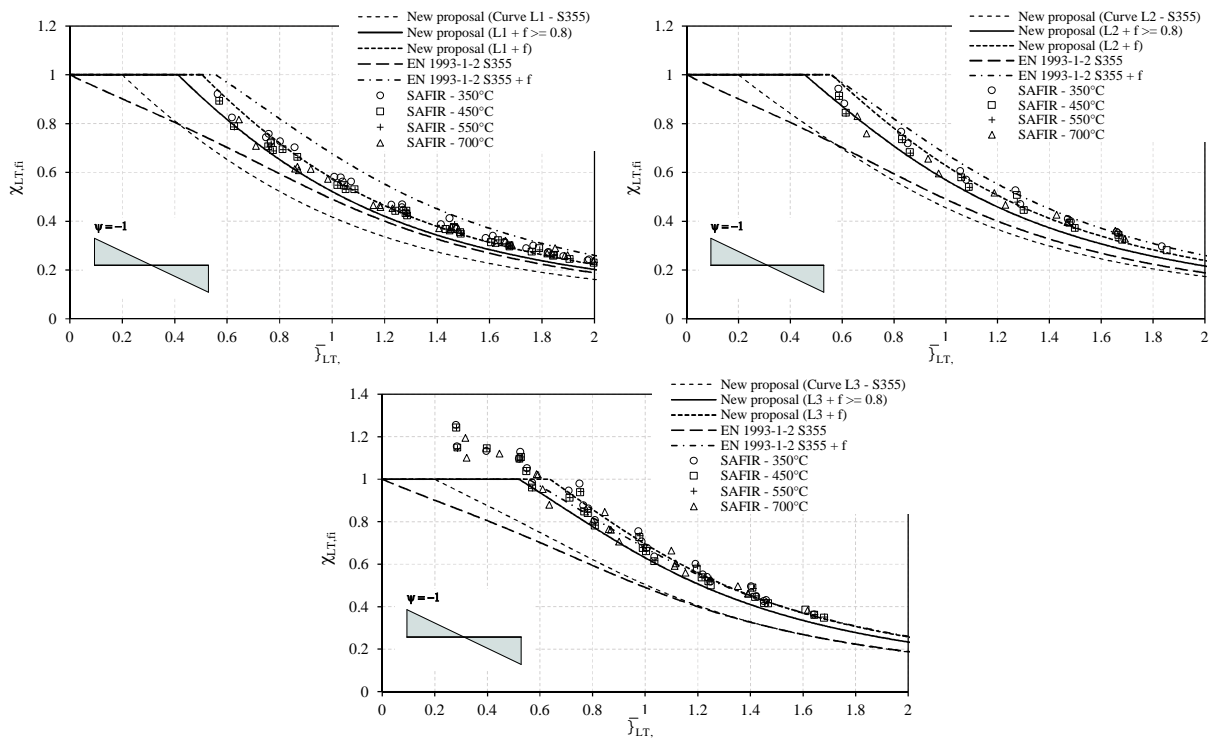 New proposal (Curve L1 - S355)
New proposal (L1 + f >= 0.8)
New proposal (L1 + f)
EN 1993-1-2 S355
EN 1993-1-2 S355 + f
SAFIR - 350°C
SAFIR - 450°C
SAFIR - 550°C
SAFIR - 700°C
1.2
1
0.8
0.6
0.4
0.2
0
χLT,fi
ψ=-1
0 0.2 0.4 0.6 0.8 1 1.2 1.4 1.6 1.8 2
}̅LT,
New proposal (Curve L2 - S355)
New proposal (L2 + f >= 0.8)
New proposal (L2 + f)
EN 1993-1-2 S355
EN 1993-1-2 S355 + f
SAFIR - 350°C
SAFIR - 450°C
SAFIR - 550°C
SAFIR - 700°C
1.2
1
0.8
0.6
0.4
0.2
0
χLT,fi
ψ=-1
0 0.2 0.4 0.6 0.8 1 1.2 1.4 1.6 1.8 2
}̅LT,
New proposal (Curve L3 - S355)
New proposal (L3 + f >= 0.8)
New proposal (L3 + f)
EN 1993-1-2 S355
EN 1993-1-2 S355 + f
SAFIR - 350°C
SAFIR - 450°C
SAFIR - 550°C
SAFIR - 700°C
1.4
1.2
1
0.8
0.6
0.4
0.2
0
χLT,fi
ψ=-1
0 0.2 0.4 0.6 0.8 1 1.2 1.4 1.6 1.8 2
}̅LT,